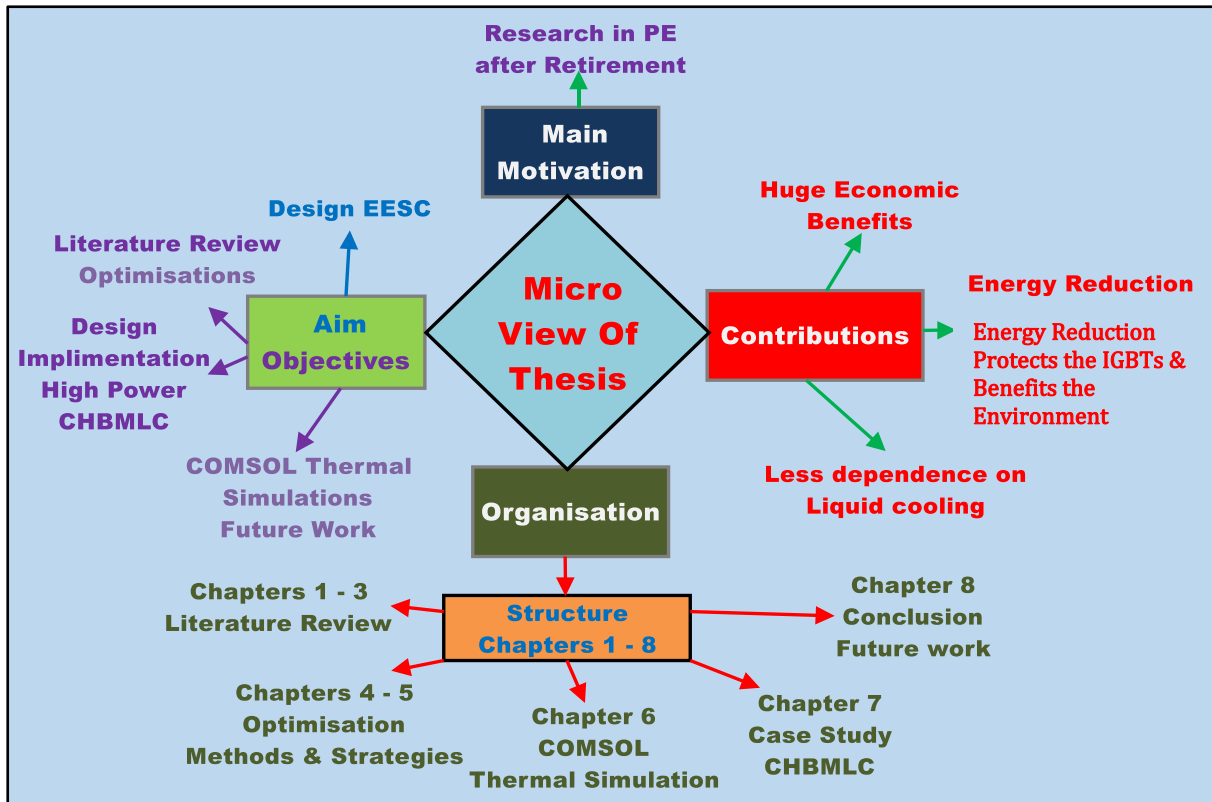 Research in PE
after Retirement
Main
Motivation
Huge Economic
Benefits
Design EESC
Literature Review
Optimisations
Aim
Objectives
Design
Implimentation
High Power
CHBMLC
COMSOL Thermal
Simulations
Future Work
Micro
View Of
Thesis
Contributions
Energy Reduction
Energy Reduction
Protects the IGBTs &
Benefits the
Environment
Less dependence on
Liquid cooling
Organisation
Structure
Chapters 1 - 8
Chapters 1 - 3
Literature Review
Chapters 4 - 5
Optimisation
Methods & Strategies
Chapter 6
COMSOL
Thermal Simulation
Chapter 7
Case Study
CHBMLC
Chapter 8
Conclusion
Future work